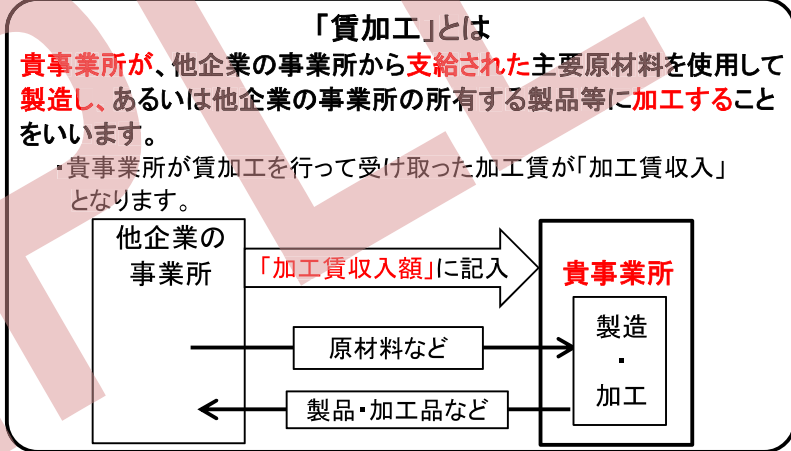 「賃加工」とは
貴事業所が、他企業の事業所から支給された主要原材料を使用して
製造し、あるいは他企業の事業所の所有する製品等に加工すること
をいいます。
・貴事業所が賃加工を行って受け取った加工賃が「加工賃収入」
となります。
他企業の
事業所
「加工賃収入額」に記入
貴事業所
原材料など
製造
・
加工
製品・加工品など